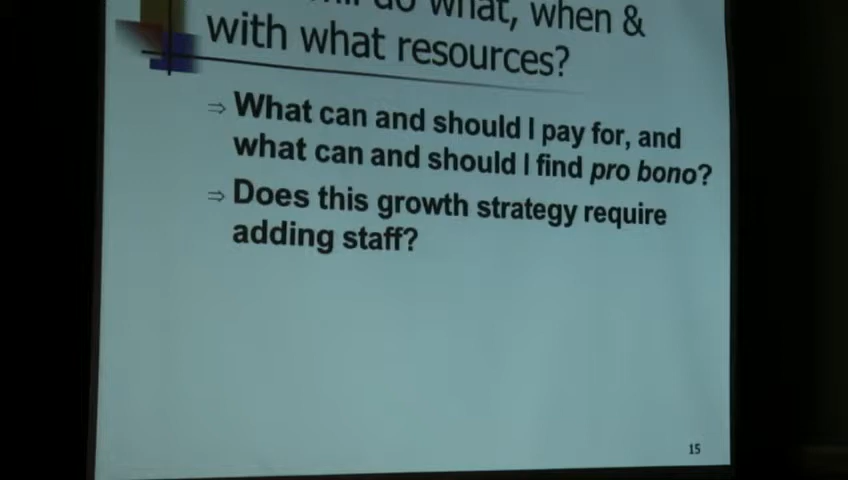 do what, when &
with what resources?
⇒ What can and should I pay for, and
what can and should I find pro bono?
⇒ Does this growth strategy require
adding staff?
15